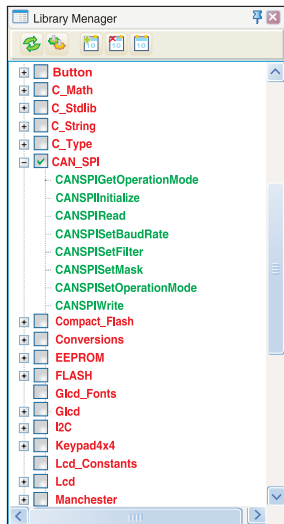 Library Menager
Button
C_Math
C_Stdlib
C_String
C_Type
CAN_SPI
CANSPIGetOperationMode
CANSPIInitialize
CANSPIRead
CANSPISetBaudRate
CANSPISetFilter
CANSPISetMask
CANSPISetOperationMode
CANSPIWrite
Compact_Flash
Conversions
EEPROM
FLASH
Glcd_Fonts
Glcd
I2C
Keypad4x4
Lcd_Constants
Lcd
Manchester